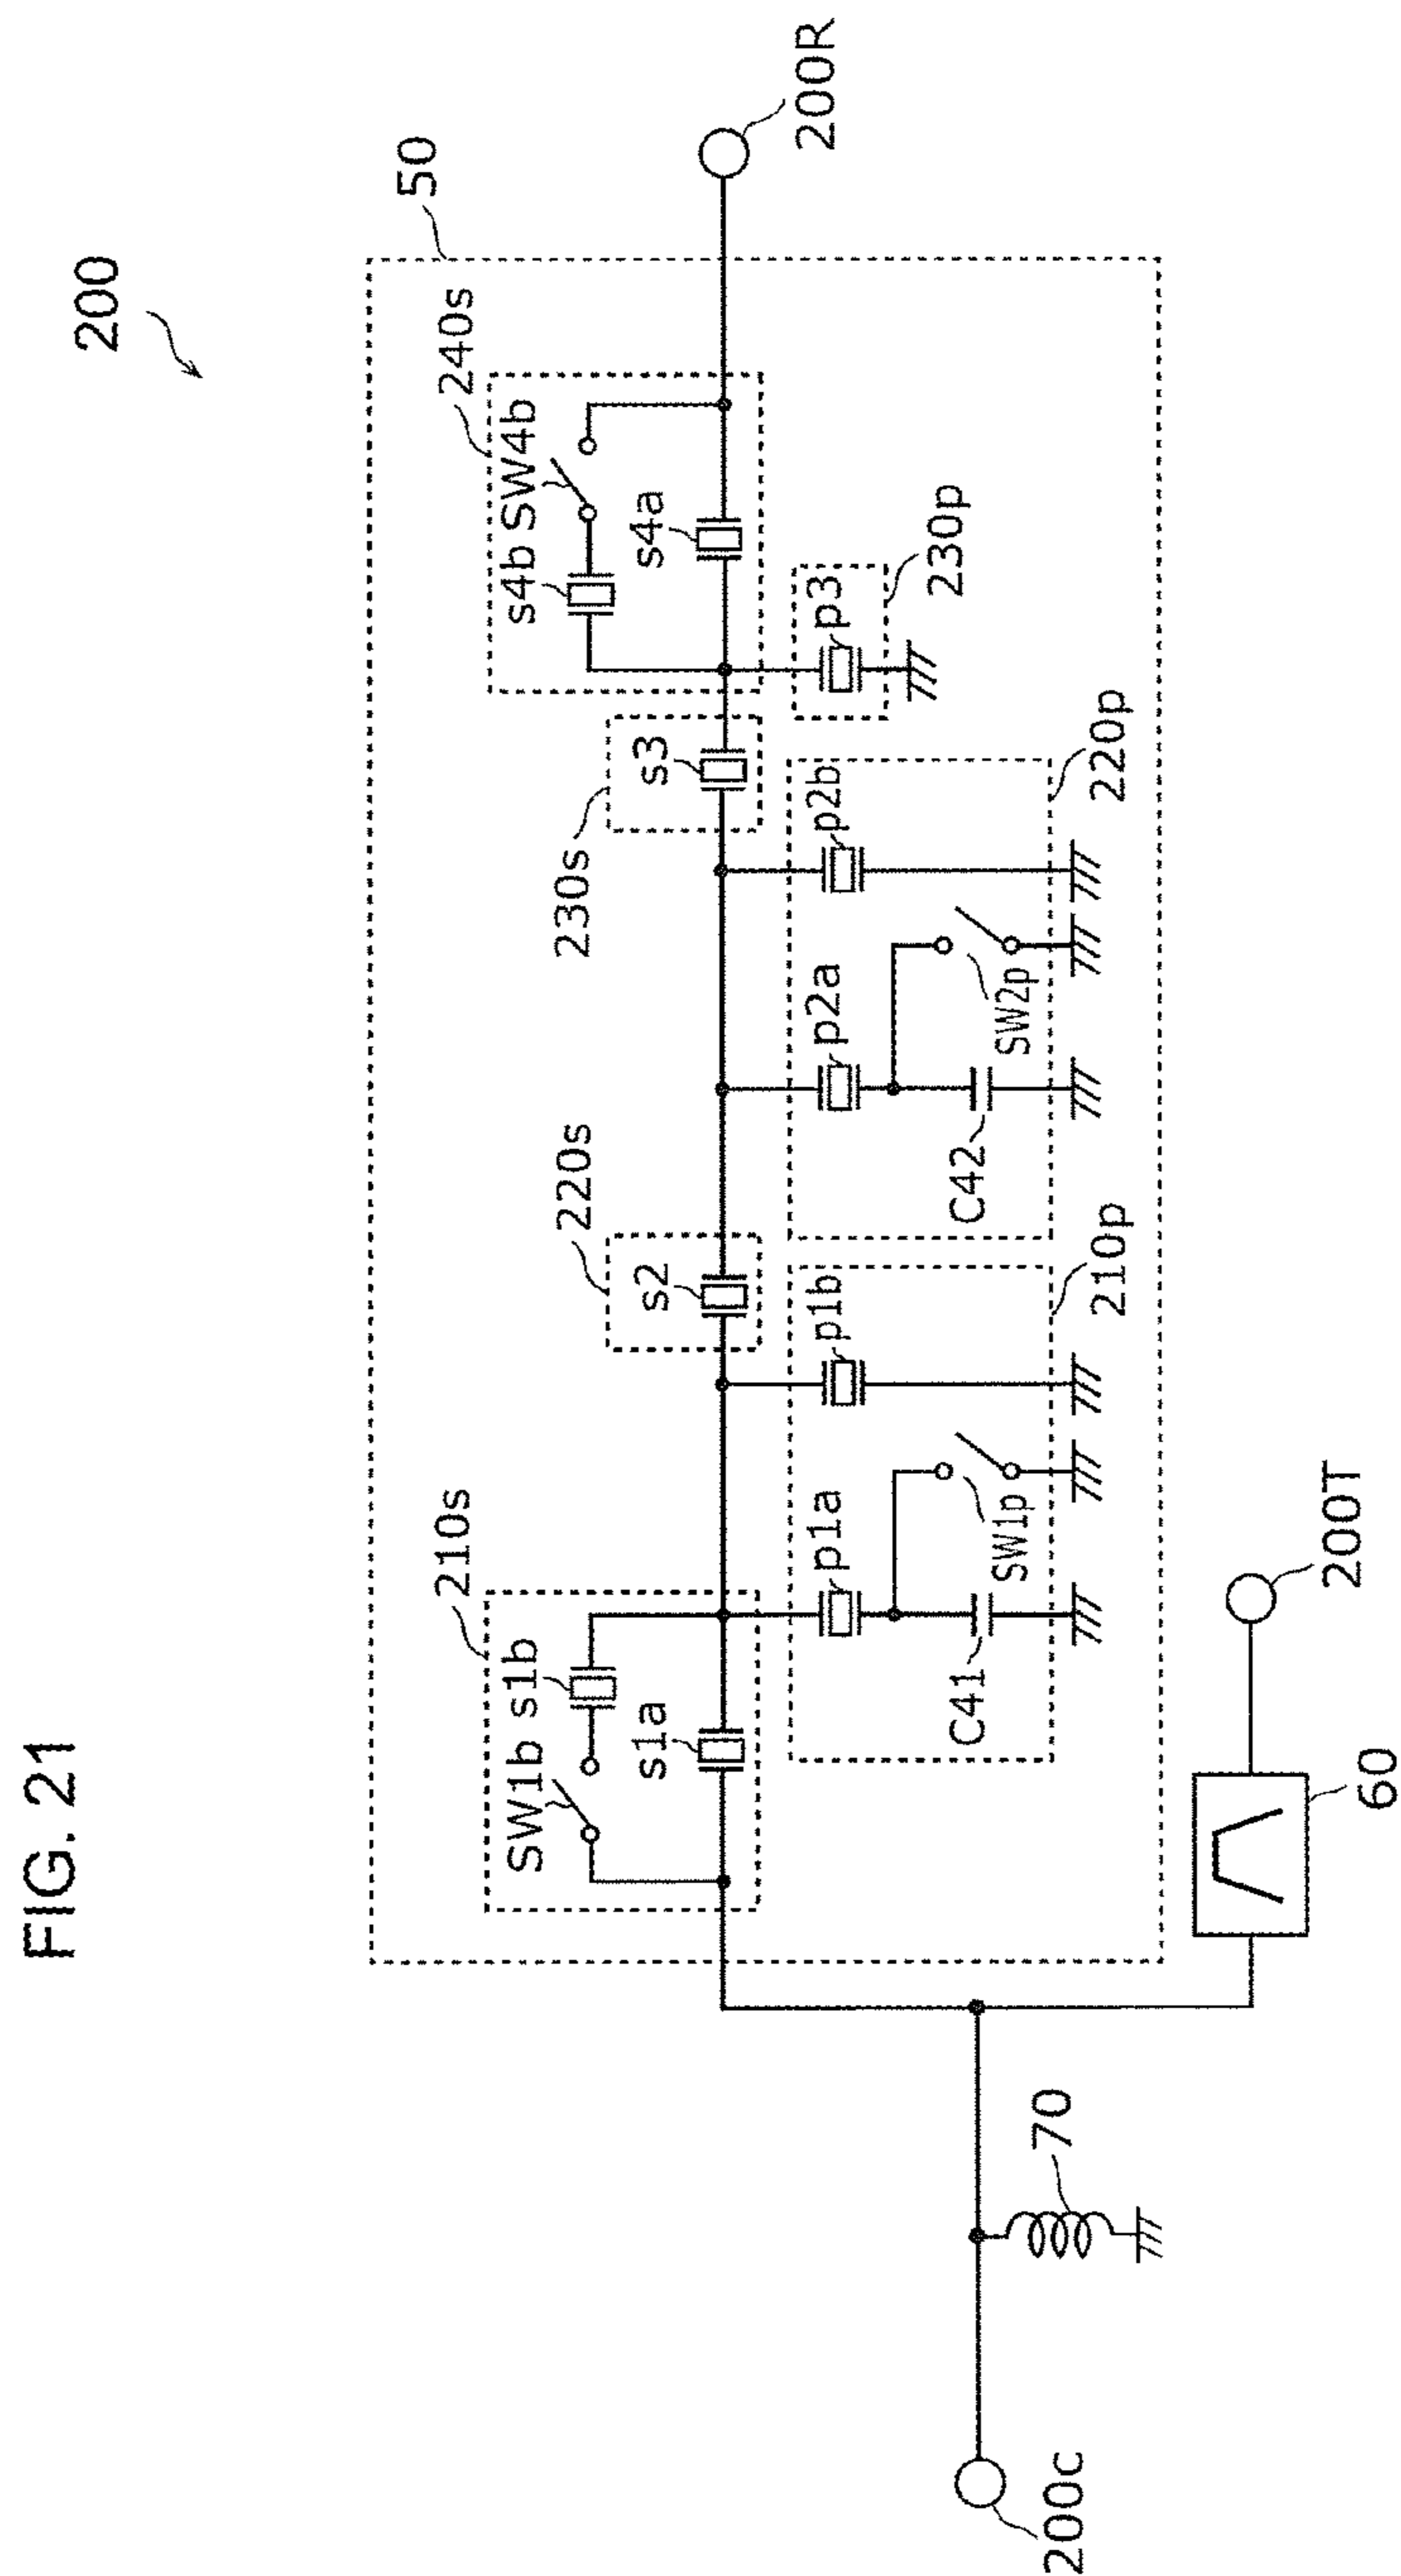 FIG. 21
200
50
210s
SW1b s1b
s1a
220s
s2
230s
s3
240s
s4b SW4b
s4a
200R
p1a
p1b
C41
SW1p
210p
p2a
p2b
C42
SW2p
220p
p3
230p
200c
70
60
200T